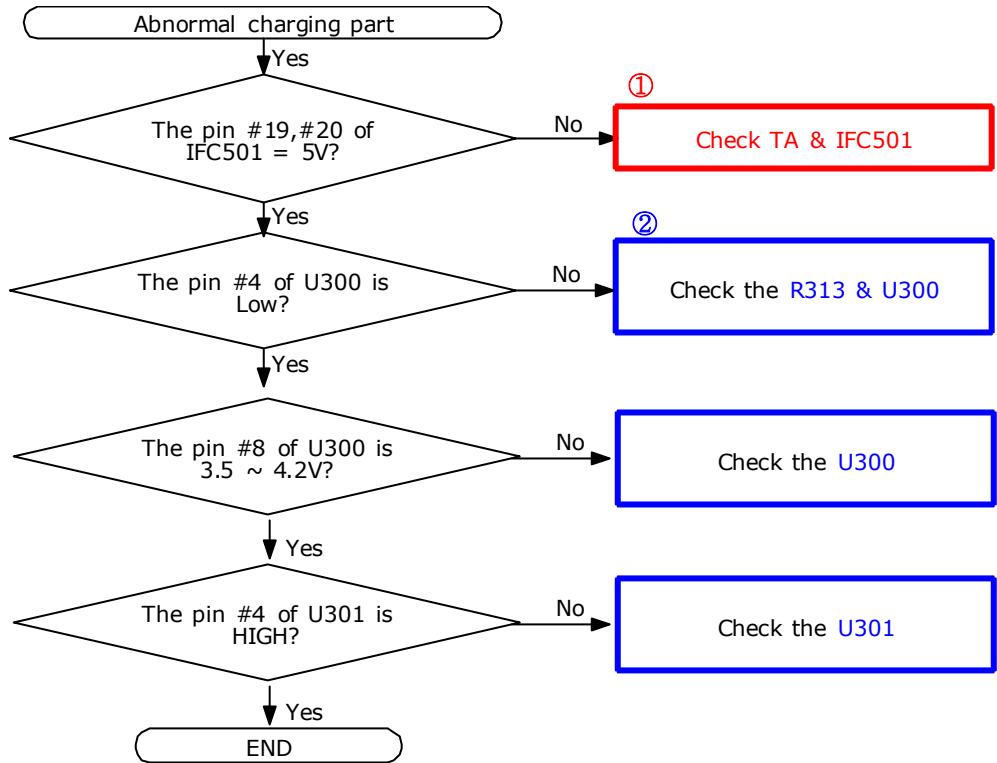 Abnormal charging part
Yes
①
The pin #19,#20 of
IFC501 = 5V?
No
Check TA & IFC501
Yes
②
The pin #4 of U300 is
Low?
No
Check the R313 & U300
Yes
The pin #8 of U300 is
3.5 ~ 4.2V?
No
Check the U300
Yes
The pin #4 of U301 is
HIGH?
No
Check the U301
Yes
END